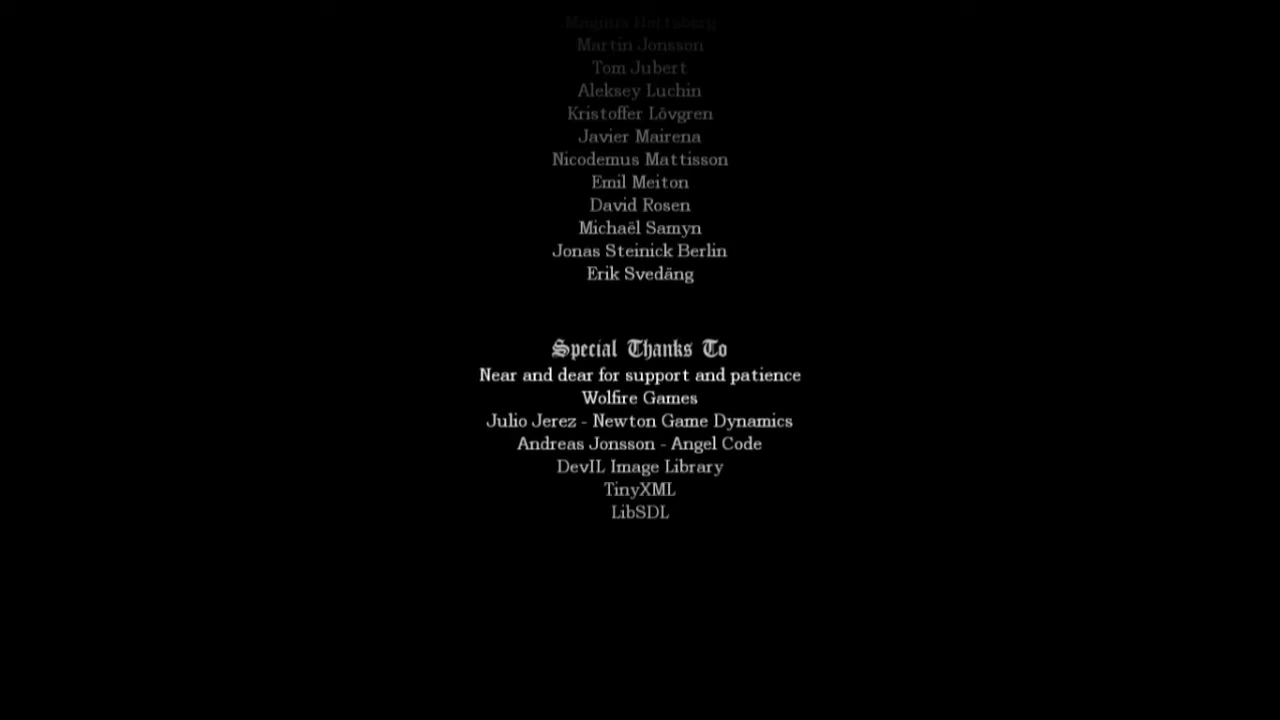 Martin Jonsson
Tom Jubert
Aleksey Luchin
Kristoffer Lövgren
Javier Mairena
Nicodemus Mattisson
Emil Meiton
David Rosen
Michaël Samyn
Jonas Steinick Berlin
Erik Svedäng
Special Thanks To
Near and dear for support and patience
Wolfire Games
Julio Jerez - Newton Game Dynamics
Andreas Jonsson - Angel Code
DevIL Image Library
TinyXML
LibSDL